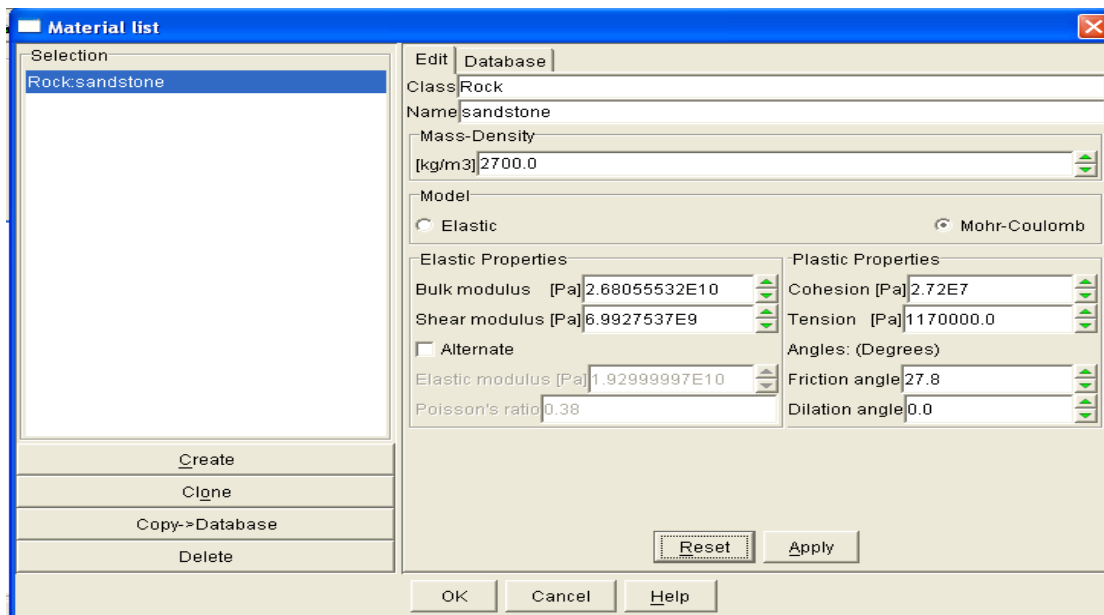 Material list
Selection
Rock:sandstone
Create
Clone
Copy->Database
Delete
Edit Database
Class Rock
Name sandstone
Mass-Density
[kg/m3] 2700.0
Model
Elastic Mohr-Coulomb
Elastic Properties
Bulk modulus [Pa] 2.68055532E10
Shear modulus [Pa] 6.9927537E9
Alternate
Elastic modulus [Pa] 1.92999997E10
Poisson's ratio 0.38
Plastic Properties
Cohesion [Pa] 2.72E7
Tension [Pa] 1170000.0
Angles: (Degrees)
Friction angle 27.8
Dilation angle 0.0
Reset Apply
OK Cancel Help